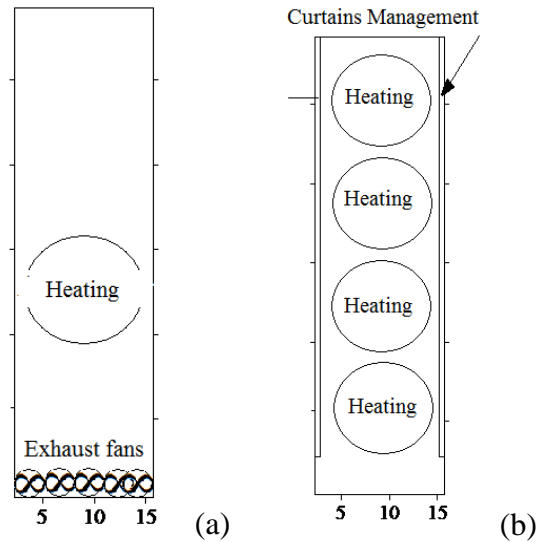 Curtains Management
Heating
Heating
Heating
Heating
Heating
Exhaust fans
5 10 15 (a)
5 10 15 (b)